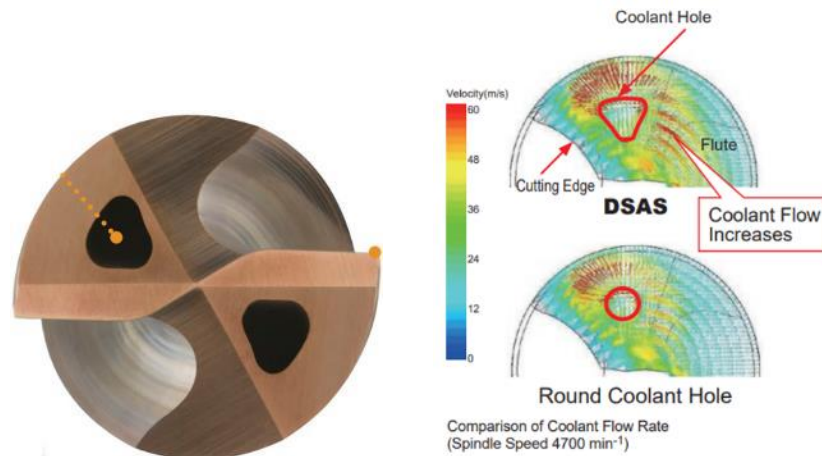 Coolant Hole
Velocity(m/s)
60
48
36
24
12
0
Flute
Cutting Edge
DSAS
Coolant Flow
Increases
Round Coolant Hole
Comparison of Coolant Flow Rate
(Spindle Speed 4700 min-1)